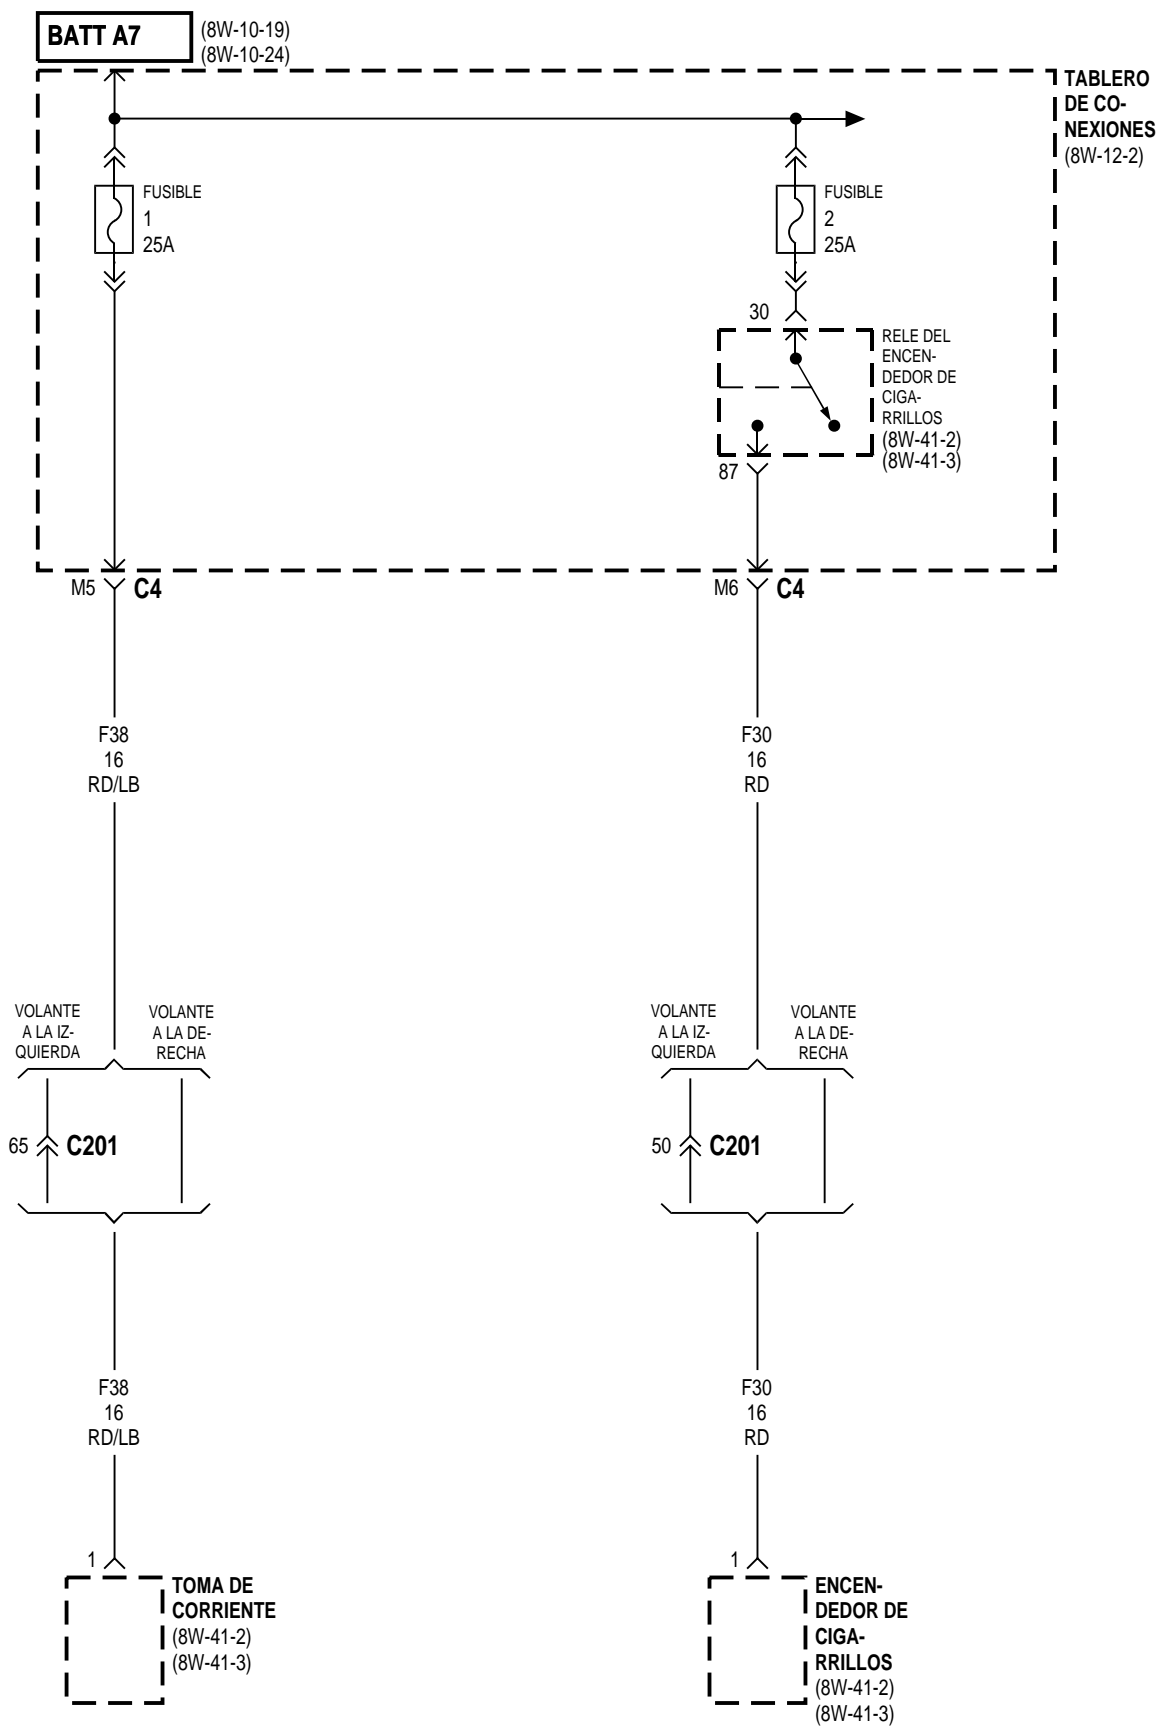 BATT A7
(8W-10-19)
(8W-10-24)
TABLERO
DE CO-
NEXIONES
(8W-12-2)
FUSIBLE
1
25A
FUSIBLE
2
25A
30
RELE DEL
ENCEN-
DEDOR DE
CIGA-
RRILLOS
(8W-41-2)
(8W-41-3)
87
M5
C4
M6
C4
F38
16
RD/LB
F30
16
RD
VOLANTE
A LA IZ-
QUIERDA
VOLANTE
A LA DE-
RECHA
VOLANTE
A LA IZ-
QUIERDA
VOLANTE
A LA DE-
RECHA
65
C201
50
C201
F38
16
RD/LB
F30
16
RD
1
TOMA DE
CORRIENTE
(8W-41-2)
(8W-41-3)
1
ENCEN-
DEDOR DE
CIGA-
RRILLOS
(8W-41-2)
(8W-41-3)